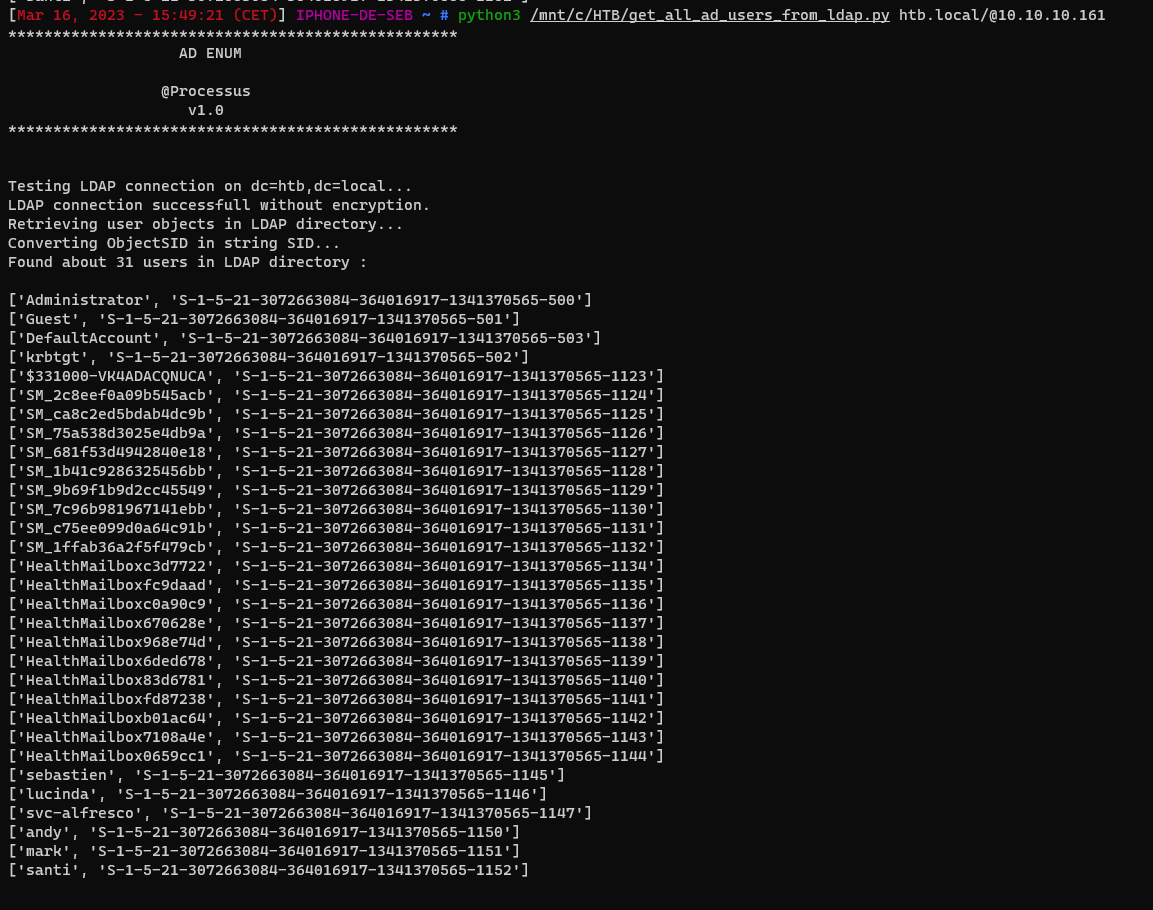 [Mar 16, 2023 - 15:49:21 (CET)] IPHONE-DE-SEB ~ # python3 /mnt/c/HTB/get_all_ad_users_from_ldap.py htb.local/@10.10.10.161
**************************************************
AD ENUM
@Processus
v1.0
**************************************************
Testing LDAP connection on dc=htb,dc=local...
LDAP connection successfull without encryption.
Retrieving user objects in LDAP directory...
Converting ObjectSID in string SID...
Found about 31 users in LDAP directory :
['Administrator', 'S-1-5-21-3072663084-364016917-1341370565-500']
['Guest', 'S-1-5-21-3072663084-364016917-1341370565-501']
['DefaultAccount', 'S-1-5-21-3072663084-364016917-1341370565-503']
['krbtgt', 'S-1-5-21-3072663084-364016917-1341370565-502']
['$331000-VK4ADACQNUCA', 'S-1-5-21-3072663084-364016917-1341370565-1123']
['SM_2c8eef0a09b545acb', 'S-1-5-21-3072663084-364016917-1341370565-1124']
['SM_ca8c2ed5bdab4dc9b', 'S-1-5-21-3072663084-364016917-1341370565-1125']
['SM_75a538d3025e4db9a', 'S-1-5-21-3072663084-364016917-1341370565-1126']
['SM_681f53d4942840e18', 'S-1-5-21-3072663084-364016917-1341370565-1127']
['SM_1b41c9286325456bb', 'S-1-5-21-3072663084-364016917-1341370565-1128']
['SM_9b69f1b9d2cc45549', 'S-1-5-21-3072663084-364016917-1341370565-1129']
['SM_7c96b981967141ebb', 'S-1-5-21-3072663084-364016917-1341370565-1130']
['SM_c75ee099d0a64c91b', 'S-1-5-21-3072663084-364016917-1341370565-1131']
['SM_1ffab36a2f5f479cb', 'S-1-5-21-3072663084-364016917-1341370565-1132']
['HealthMailboxc3d7722', 'S-1-5-21-3072663084-364016917-1341370565-1134']
['HealthMailboxfc9daad', 'S-1-5-21-3072663084-364016917-1341370565-1135']
['HealthMailboxc0a90c9', 'S-1-5-21-3072663084-364016917-1341370565-1136']
['HealthMailbox670628e', 'S-1-5-21-3072663084-364016917-1341370565-1137']
['HealthMailbox968e74d', 'S-1-5-21-3072663084-364016917-1341370565-1138']
['HealthMailbox6ded678', 'S-1-5-21-3072663084-364016917-1341370565-1139']
['HealthMailbox83d6781', 'S-1-5-21-3072663084-364016917-1341370565-1140']
['HealthMailboxfd87238', 'S-1-5-21-3072663084-364016917-1341370565-1141']
['HealthMailboxb01ac64', 'S-1-5-21-3072663084-364016917-1341370565-1142']
['HealthMailbox7108a4e', 'S-1-5-21-3072663084-364016917-1341370565-1143']
['HealthMailbox0659cc1', 'S-1-5-21-3072663084-364016917-1341370565-1144']
['sebastien', 'S-1-5-21-3072663084-364016917-1341370565-1145']
['lucinda', 'S-1-5-21-3072663084-364016917-1341370565-1146']
['svc-alfresco', 'S-1-5-21-3072663084-364016917-1341370565-1147']
['andy', 'S-1-5-21-3072663084-364016917-1341370565-1150']
['mark', 'S-1-5-21-3072663084-364016917-1341370565-1151']
['santi', 'S-1-5-21-3072663084-364016917-1341370565-1152']